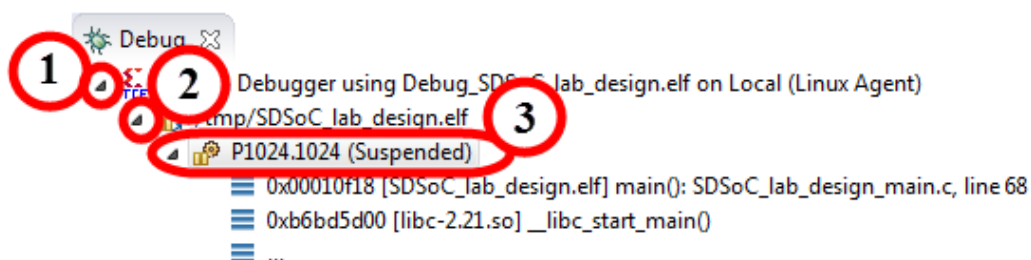 Debug
1
2
Debugger using Debug_SDSoC_lab_design.elf on Local (Linux Agent)
/tmp/SDSoC_lab_design.elf
3
P1024.1024 (Suspended)
0x00010f18 [SDSoC_lab_design.elf] main(): SDSoC_lab_design_main.c, line 68
0xb6bd5d00 [libc-2.21.so] __libc_start_main()
...